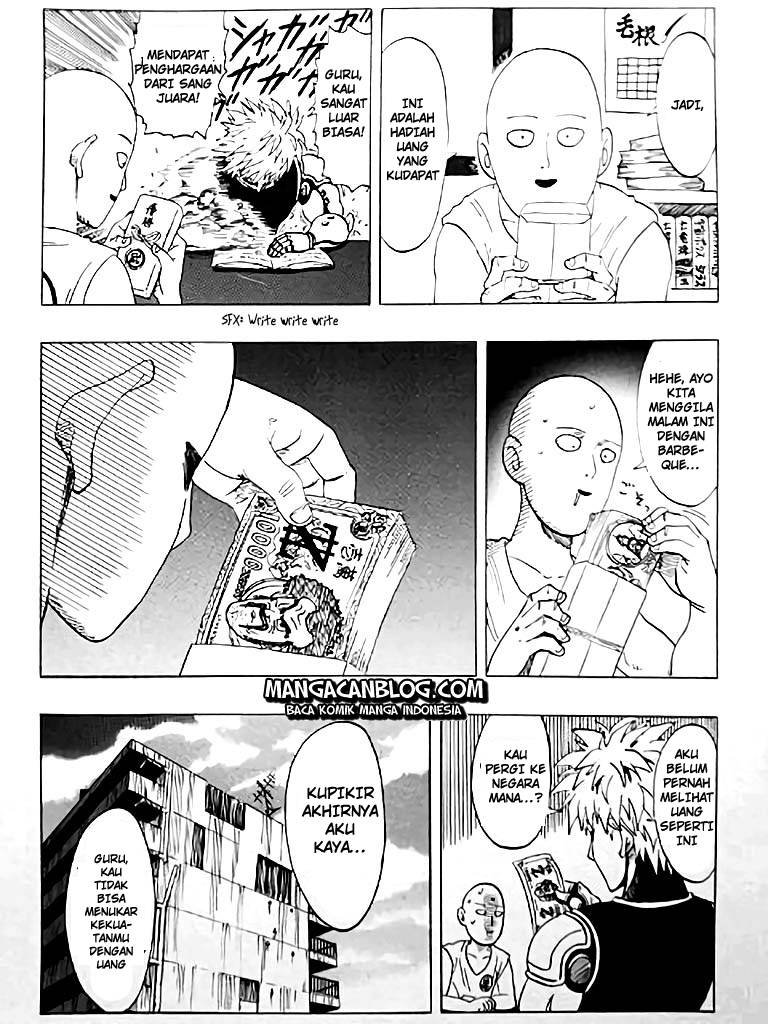 毛根
JADI,
INI
ADALAH
HADIAH
UANG
YANG
KUDAPAT
GURU,
KAU
SANGAT
LUAR
BIASA!
MENDAPAT
PENGHARGAAN
DARI SANG
JUARA!
SFX: Write write write
HEHE, AYO
KITA
MENGGILA
MALAM INI
DENGAN
BARBE-
QUE...
10000
MANGACANBLOG.COM
BACA KOMIK MANGA INDONESIA
AKU
BELUM
PERNAH
MELIHAT
UANG
SEPERTI
INI
KAU
PERGI KE
NEGARA
MANA...?
KUPIKIR
AKHIRNYA
AKU
KAYA...
GURU,
KAU
TIDAK
BISA
MENUKAR
KEKUA-
TANMU
DENGAN
UANG